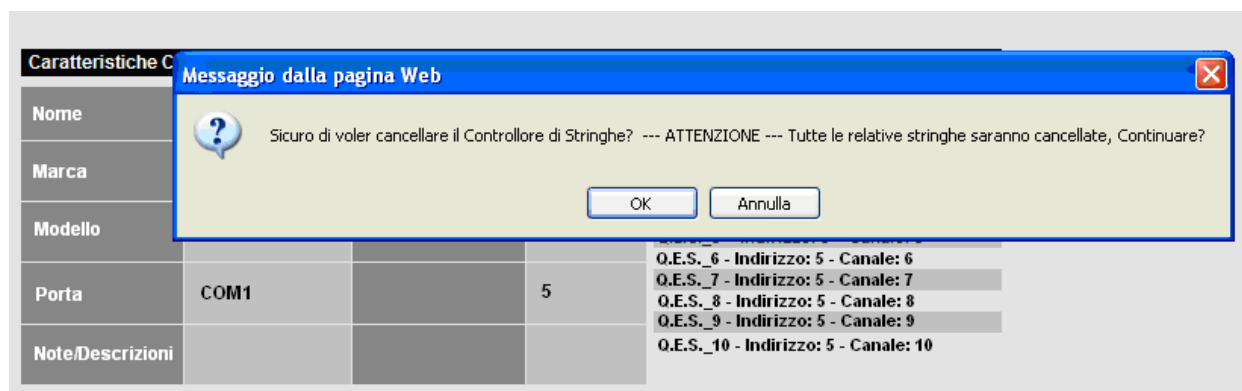 Caratteristiche C
Messaggio dalla pagina Web
Sicuro di voler cancellare il Controllore di Stringhe? --- ATTENZIONE --- Tutte le relative stringhe saranno cancellate, Continuare?
OK
Annulla
Nome
Marca
Modello
Porta
COM1
5
Note/Descrizioni
Q.E.S._6 - Indirizzo: 5 - Canale: 6
Q.E.S._7 - Indirizzo: 5 - Canale: 7
Q.E.S._8 - Indirizzo: 5 - Canale: 8
Q.E.S._9 - Indirizzo: 5 - Canale: 9
Q.E.S._10 - Indirizzo: 5 - Canale: 10